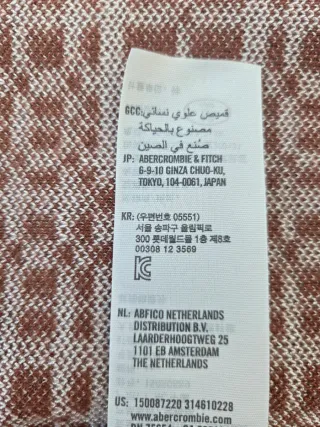 GCC: قميص علوي نسائي
مصنوع بالحياكة
صنع في الصين
JP: ABERCROMBIE & FITCH
6-9-10 GINZA CHUO-KU,
TOKYO, 104-0061, JAPAN
KR: (우편번호 05551)
서울 송파구 올림픽로
300 롯데월드몰 1층 제8호
00308 12 3569
NL: ABFICO NETHERLANDS
DISTRIBUTION B.V.
LAARDERHOOGTWEG 25
1101 EB AMSTERDAM
THE NETHERLANDS
US: 150087220 314610228
www.abercrombie.com